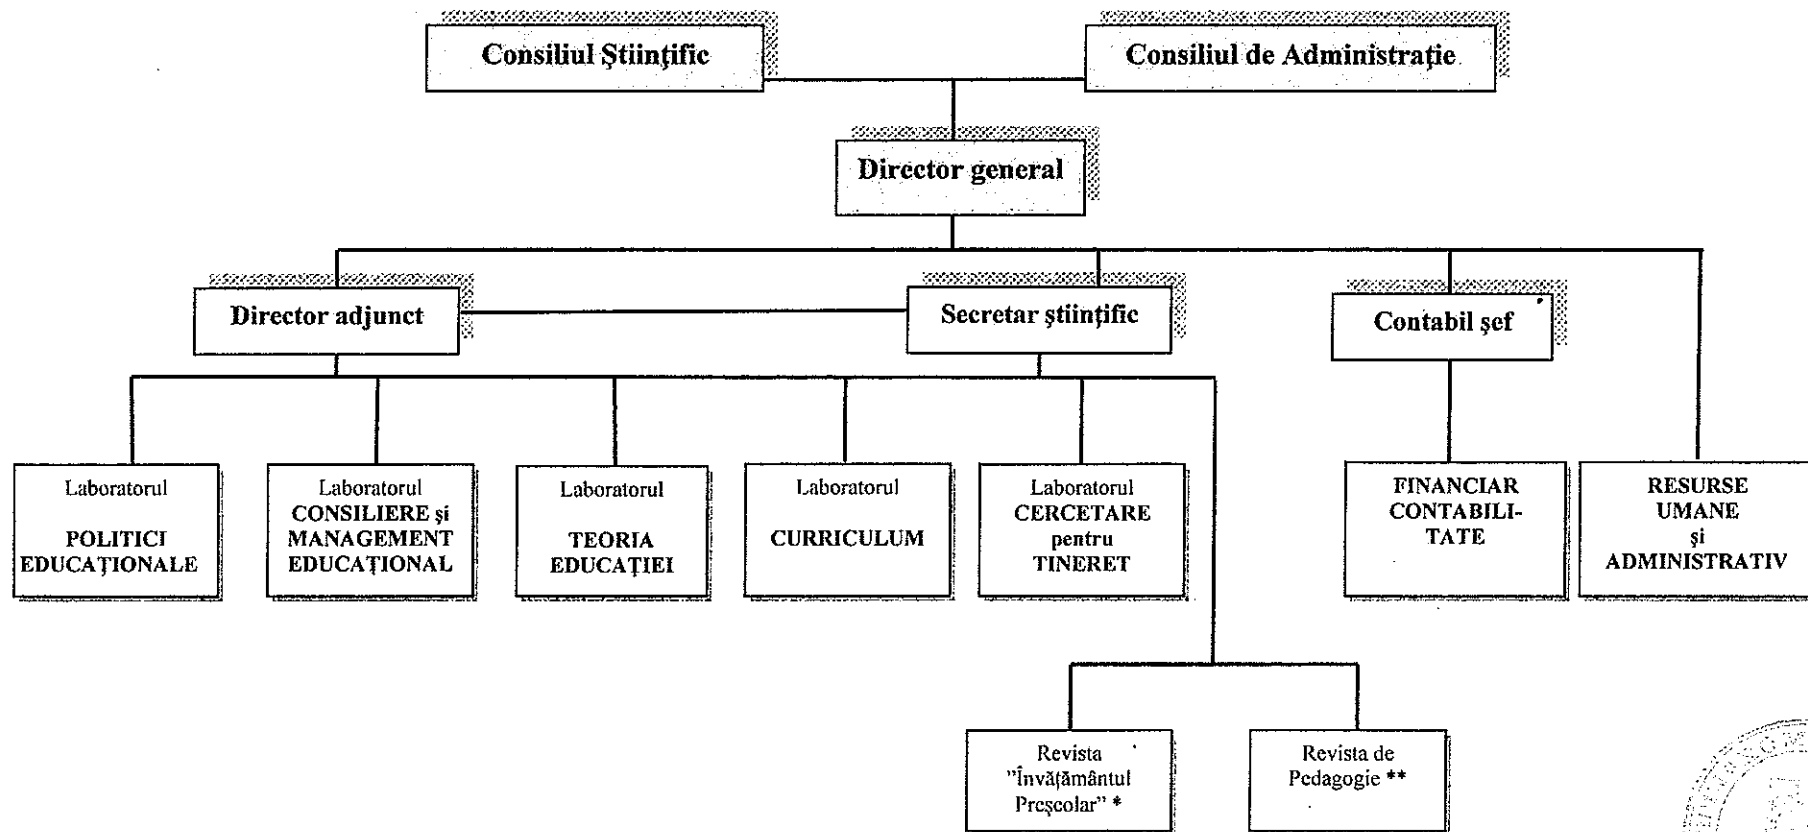 Consiliul Ştiinţific
Consiliul de Administraţie
Director general
Director adjunct
Secretar ştiinţific
Contabil şef
Laboratorul
POLITICI
EDUCAŢIONALE
Laboratorul
CONSILIERE şi
MANAGEMENT
EDUCAŢIONAL
Laboratorul
TEORIA
EDUCAŢIEI
Laboratorul
CURRICULUM
Laboratorul
CERCETARE
pentru
TINERET
FINANCIAR
CONTABILI-
TATE
RESURSE
UMANE
şi
ADMINISTRATIV
Revista
"Învăţământul
Preşcolar" *
Revista de
Pedagogie **